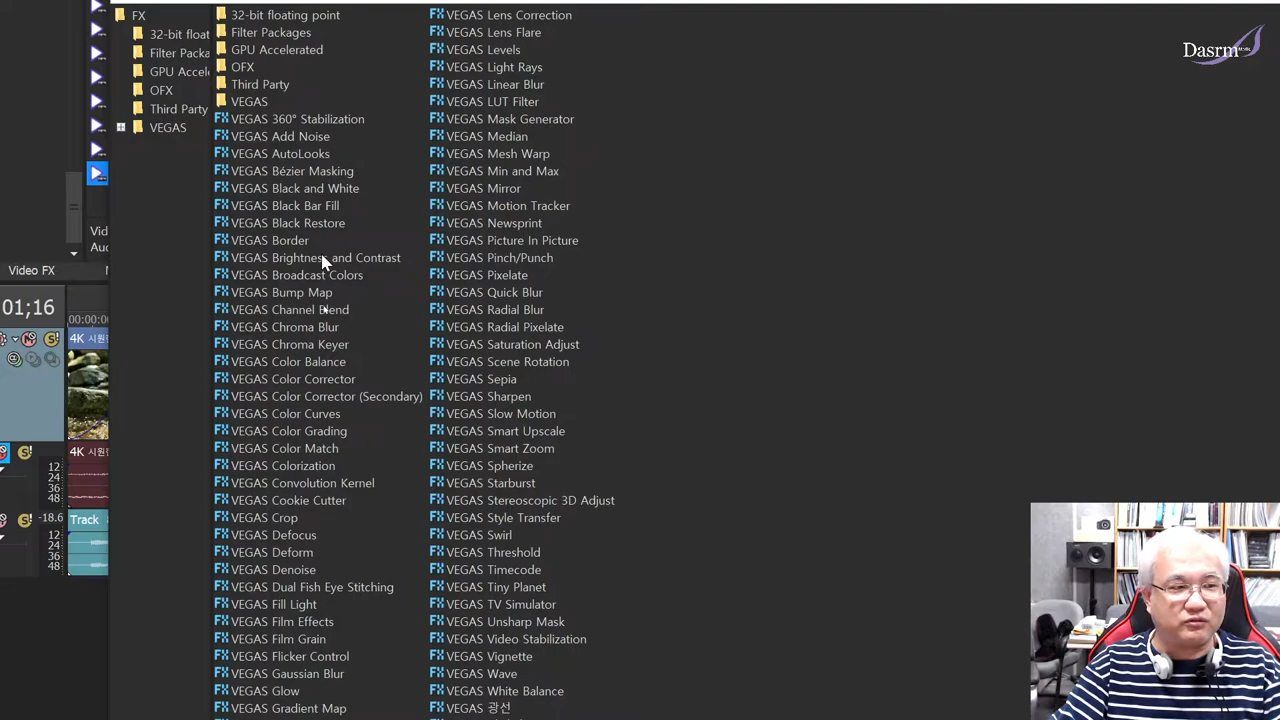 FX
32-bit float
Filter Packa
GPU Accele
OFX
Third Party
VEGAS
32-bit floating point
Filter Packages
GPU Accelerated
OFX
Third Party
VEGAS
VEGAS 360° Stabilization
VEGAS Add Noise
VEGAS AutoLooks
VEGAS Bézier Masking
VEGAS Black and White
VEGAS Black Bar Fill
VEGAS Black Restore
VEGAS Border
VEGAS Brightness and Contrast
VEGAS Broadcast Colors
VEGAS Bump Map
VEGAS Channel Blend
VEGAS Chroma Blur
VEGAS Chroma Keyer
VEGAS Color Balance
VEGAS Color Corrector
VEGAS Color Corrector (Secondary)
VEGAS Color Curves
VEGAS Color Grading
VEGAS Color Match
VEGAS Colorization
VEGAS Convolution Kernel
VEGAS Cookie Cutter
VEGAS Crop
VEGAS Defocus
VEGAS Deform
VEGAS Denoise
VEGAS Dual Fish Eye Stitching
VEGAS Fill Light
VEGAS Film Effects
VEGAS Film Grain
VEGAS Flicker Control
VEGAS Gaussian Blur
VEGAS Glow
VEGAS Gradient Map
VEGAS Lens Correction
VEGAS Lens Flare
VEGAS Levels
VEGAS Light Rays
VEGAS Linear Blur
VEGAS LUT Filter
VEGAS Mask Generator
VEGAS Median
VEGAS Mesh Warp
VEGAS Min and Max
VEGAS Mirror
VEGAS Motion Tracker
VEGAS Newsprint
VEGAS Picture In Picture
VEGAS Pinch/Punch
VEGAS Pixelate
VEGAS Quick Blur
VEGAS Radial Blur
VEGAS Radial Pixelate
VEGAS Saturation Adjust
VEGAS Scene Rotation
VEGAS Sepia
VEGAS Sharpen
VEGAS Slow Motion
VEGAS Smart Upscale
VEGAS Smart Zoom
VEGAS Spherize
VEGAS Starburst
VEGAS Stereoscopic 3D Adjust
VEGAS Style Transfer
VEGAS Swirl
VEGAS Threshold
VEGAS Timecode
VEGAS Tiny Planet
VEGAS TV Simulator
VEGAS Unsharp Mask
VEGAS Video Stabilization
VEGAS Vignette
VEGAS Wave
VEGAS White Balance
VEGAS 광선
Dasrm
Vid
Au
Video FX
01;16
00:00:00
4K 시원한
4K 시원한
12
24
36
48
-18.6
Track
12
24
36
48